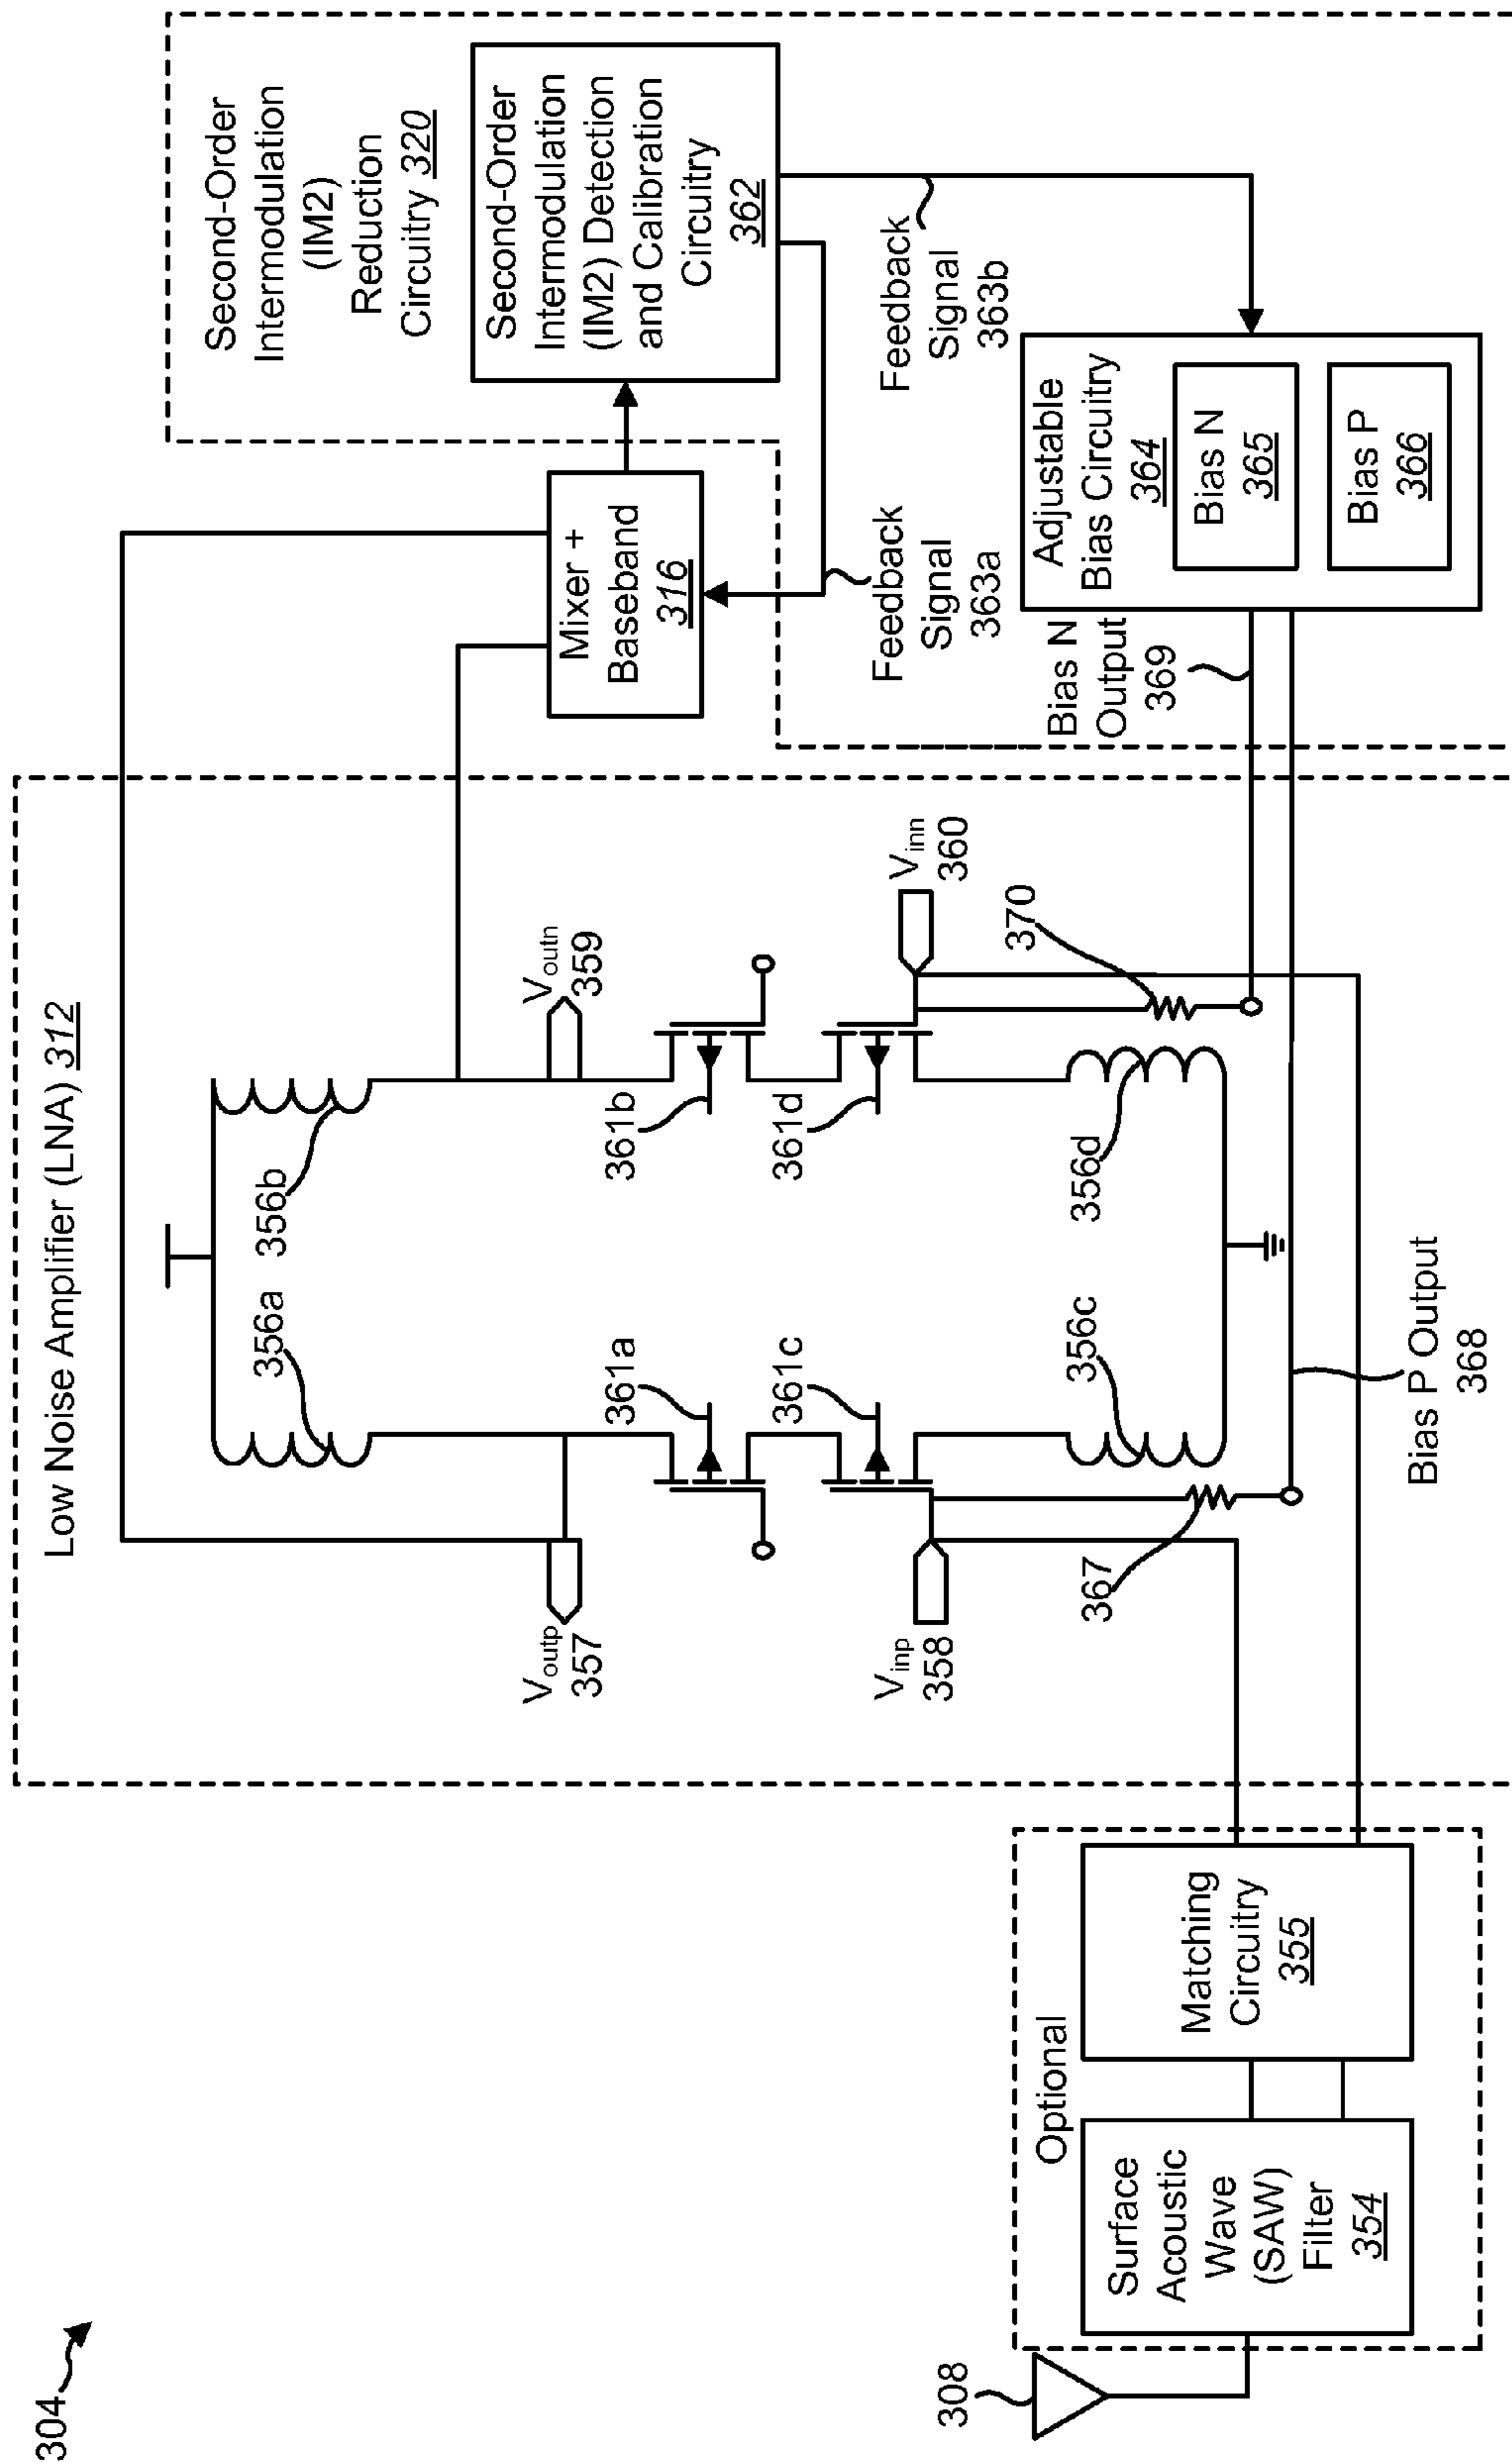 304
Low Noise Amplifier (LNA) 312
Second-Order
Intermodulation
(IM2)
Reduction
Circuitry 320
356a
356b
Second-Order
Intermodulation
(IM2) Detection
and Calibration
Circuitry
362
Mixer +
Baseband
316
Voutp
357
Voutn
359
361a
361b
361c
361d
Vinp
358
Vinn
360
Feedback
Signal
363a
Feedback
Signal
363b
308
Optional
Surface
Acoustic
Wave
(SAW)
Filter
354
Matching
Circuitry
355
367
356c
356d
370
Bias N
Output
369
Adjustable
Bias Circuitry
364
Bias N
365
Bias P
366
Bias P Output
368